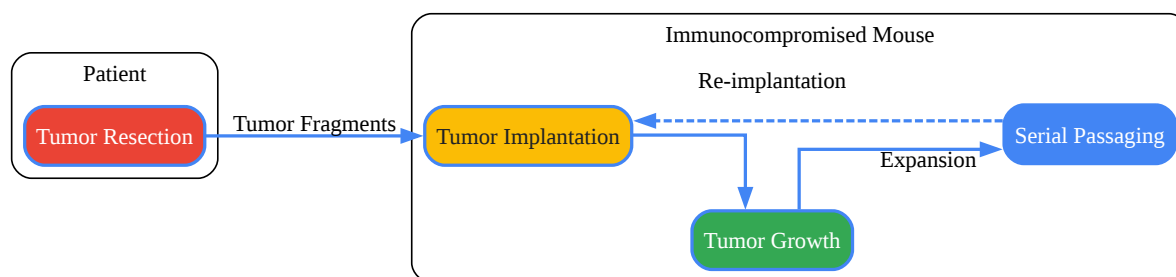 Immunocompromised Mouse
Patient
Re-implantation
Tumor Resection
Tumor Fragments
Tumor Implantation
Serial Passaging
Expansion
Tumor Growth